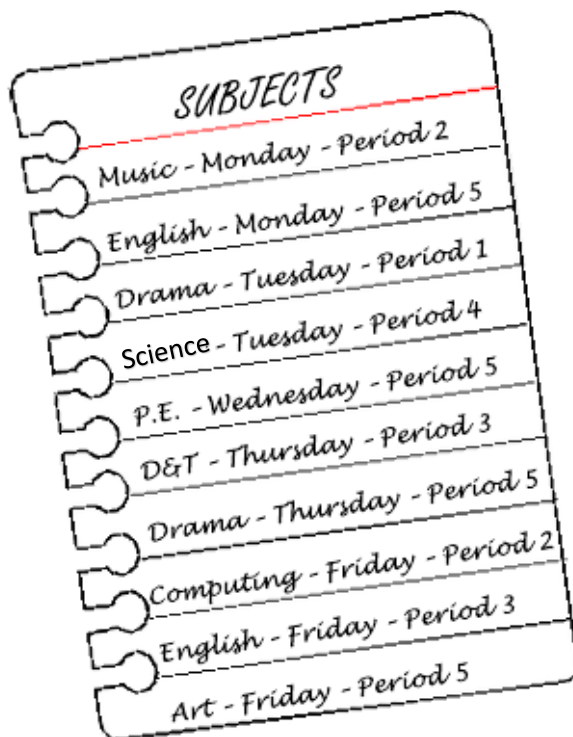 SUBJECTS
Music - Monday - Period 2
English - Monday - Period 5
Drama - Tuesday - Period 1
Science - Tuesday - Period 4
P.E. - Wednesday - Period 5
D&T - Thursday - Period 3
Drama - Thursday - Period 5
Computing - Friday - Period 2
English - Friday - Period 3
Art - Friday - Period 5